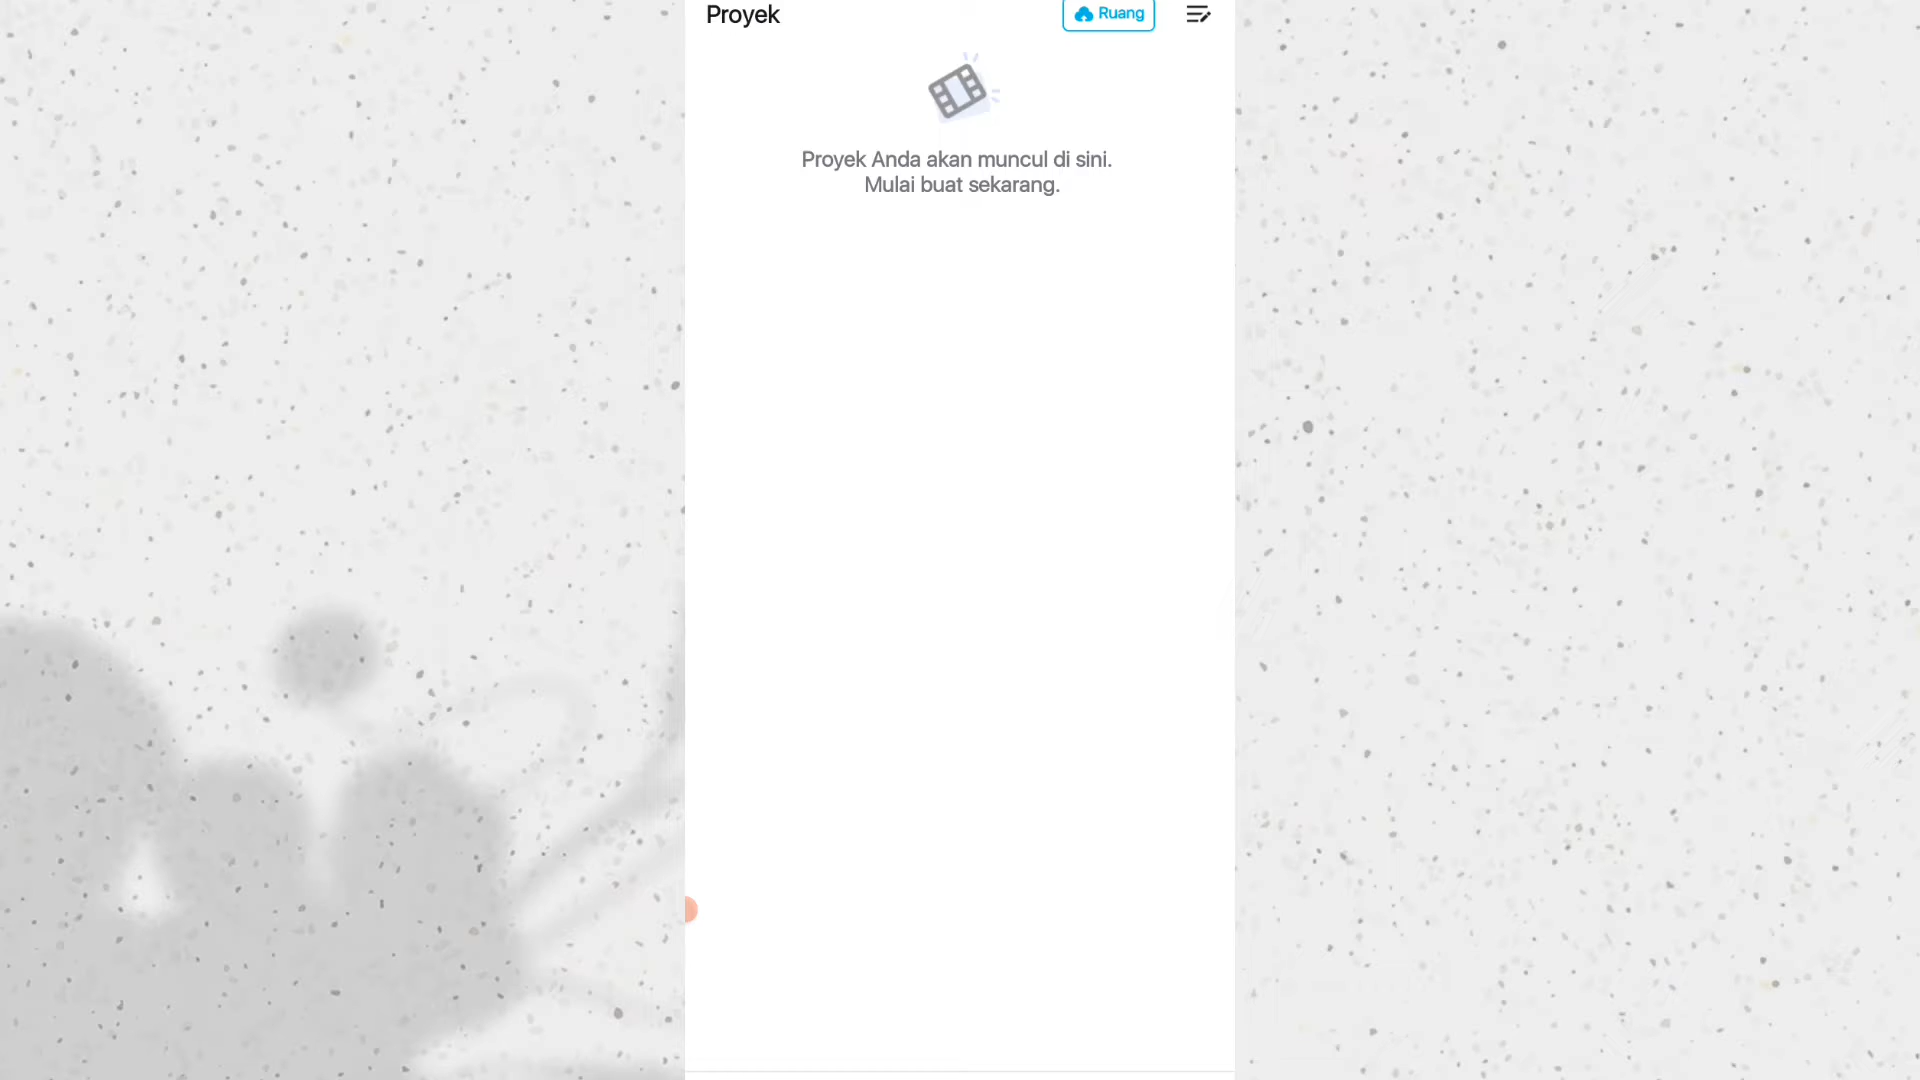 Proyek
Ruang
Proyek Anda akan muncul di sini.
Mulai buat sekarang.